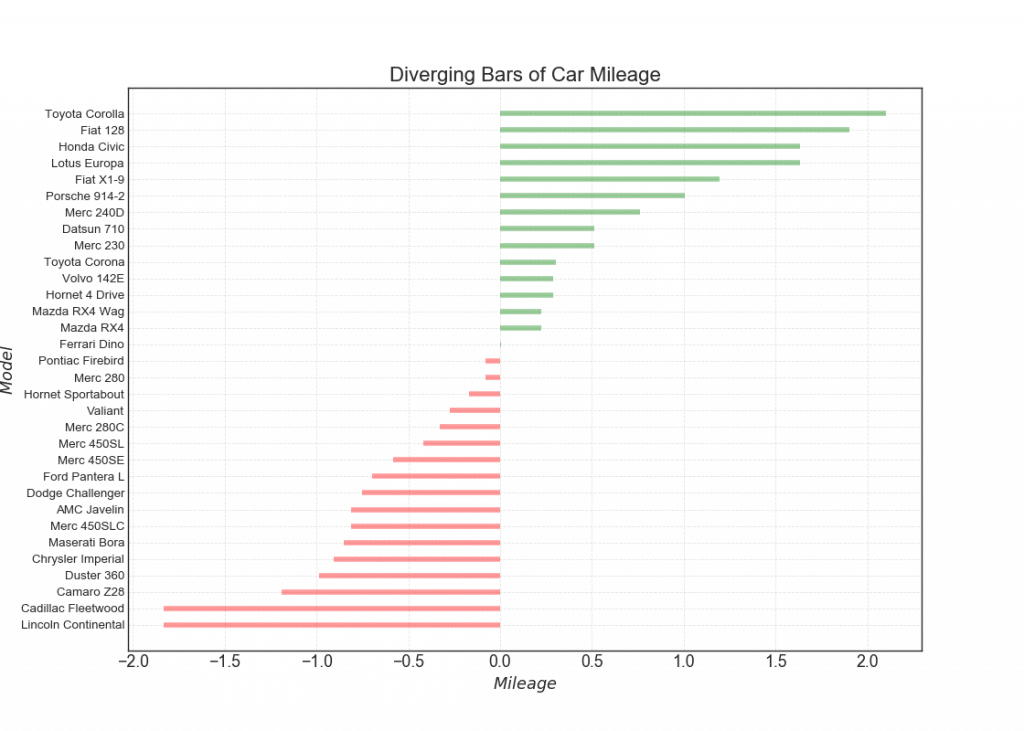 Diverging Bars of Car Mileage
Toyota Corolla
Fiat 128
Honda Civic
Lotus Europa
Fiat X1-9
Porsche 914-2
Merc 240D
Datsun 710
Merc 230
Toyota Corona
Volvo 142E
Hornet 4 Drive
Mazda RX4 Wag
Mazda RX4
Ferrari Dino
Pontiac Firebird
Merc 280
Hornet Sportabout
Valiant
Merc 280C
Merc 450SL
Merc 450SE
Ford Pantera L
Dodge Challenger
AMC Javelin
Merc 450SLC
Maserati Bora
Chrysler Imperial
Duster 360
Camaro Z28
Cadillac Fleetwood
Lincoln Continental
Model
−2.0 −1.5 −1.0 −0.5 0.0 0.5 1.0 1.5 2.0
Mileage